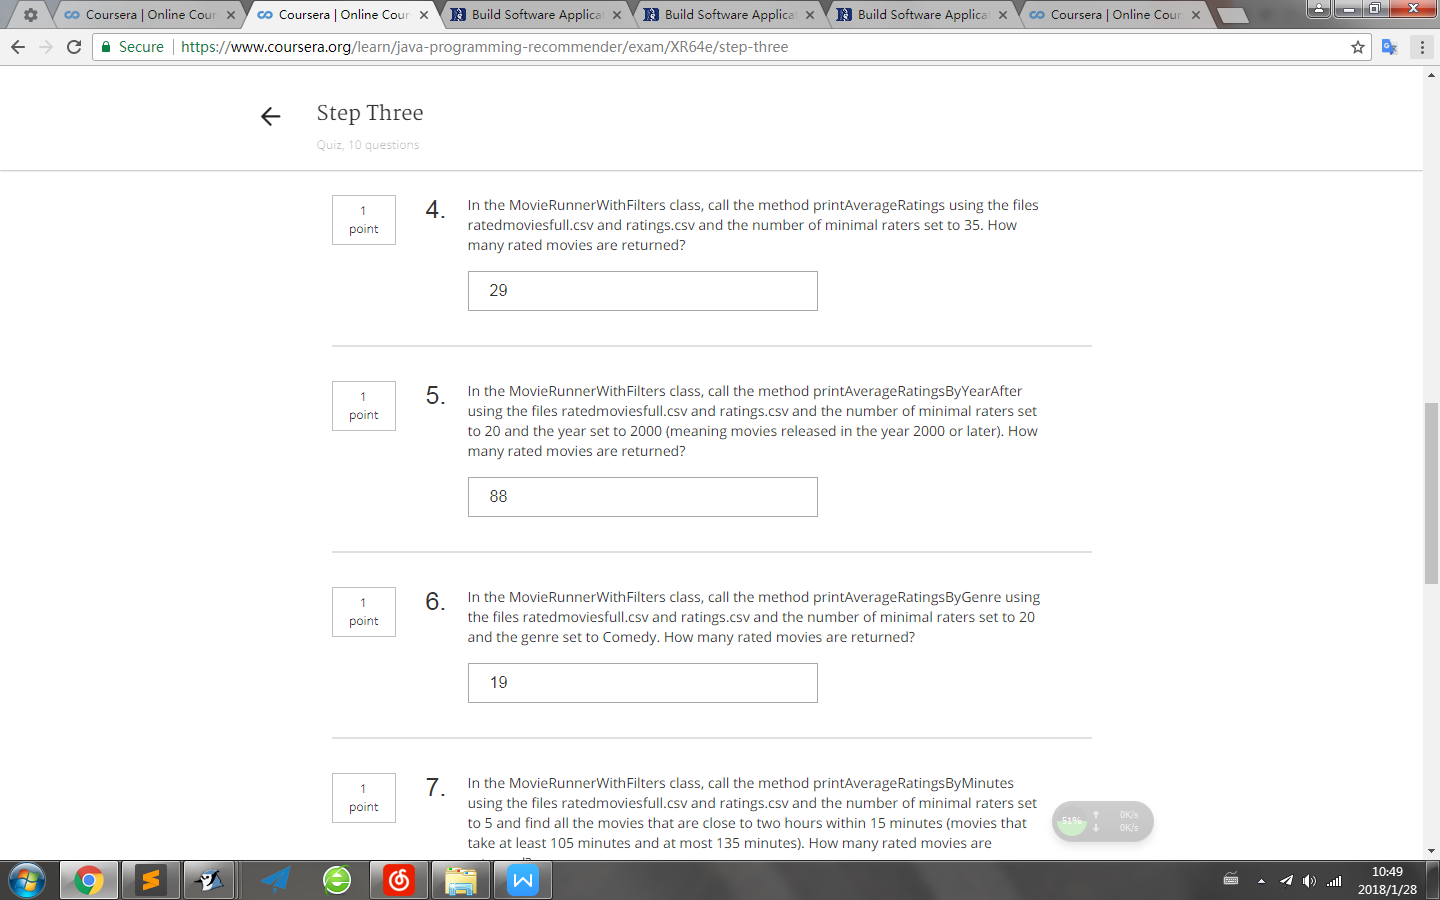 Coursera | Online Cour
Coursera | Online Cour
Build Software Applica
Build Software Applica
Build Software Applica
Coursera | Online Cour
Secure
https://www.coursera.org/learn/java-programming-recommender/exam/XR64e/step-three
Step Three
Quiz, 10 questions
1
point
4.
In the MovieRunnerWithFilters class, call the method printAverageRatings using the files
ratedmoviesfull.csv and ratings.csv and the number of minimal raters set to 35. How
many rated movies are returned?
29
1
point
5.
In the MovieRunnerWithFilters class, call the method printAverageRatingsByYearAfter
using the files ratedmoviesfull.csv and ratings.csv and the number of minimal raters set
to 20 and the year set to 2000 (meaning movies released in the year 2000 or later). How
many rated movies are returned?
88
1
point
6.
In the MovieRunnerWithFilters class, call the method printAverageRatingsByGenre using
the files ratedmoviesfull.csv and ratings.csv and the number of minimal raters set to 20
and the genre set to Comedy. How many rated movies are returned?
19
1
point
7.
In the MovieRunnerWithFilters class, call the method printAverageRatingsByMinutes
using the files ratedmoviesfull.csv and ratings.csv and the number of minimal raters set
to 5 and find all the movies that are close to two hours within 15 minutes (movies that
take at least 105 minutes and at most 135 minutes). How many rated movies are
51%
0K/s
0K/s
10:49
2018/1/28